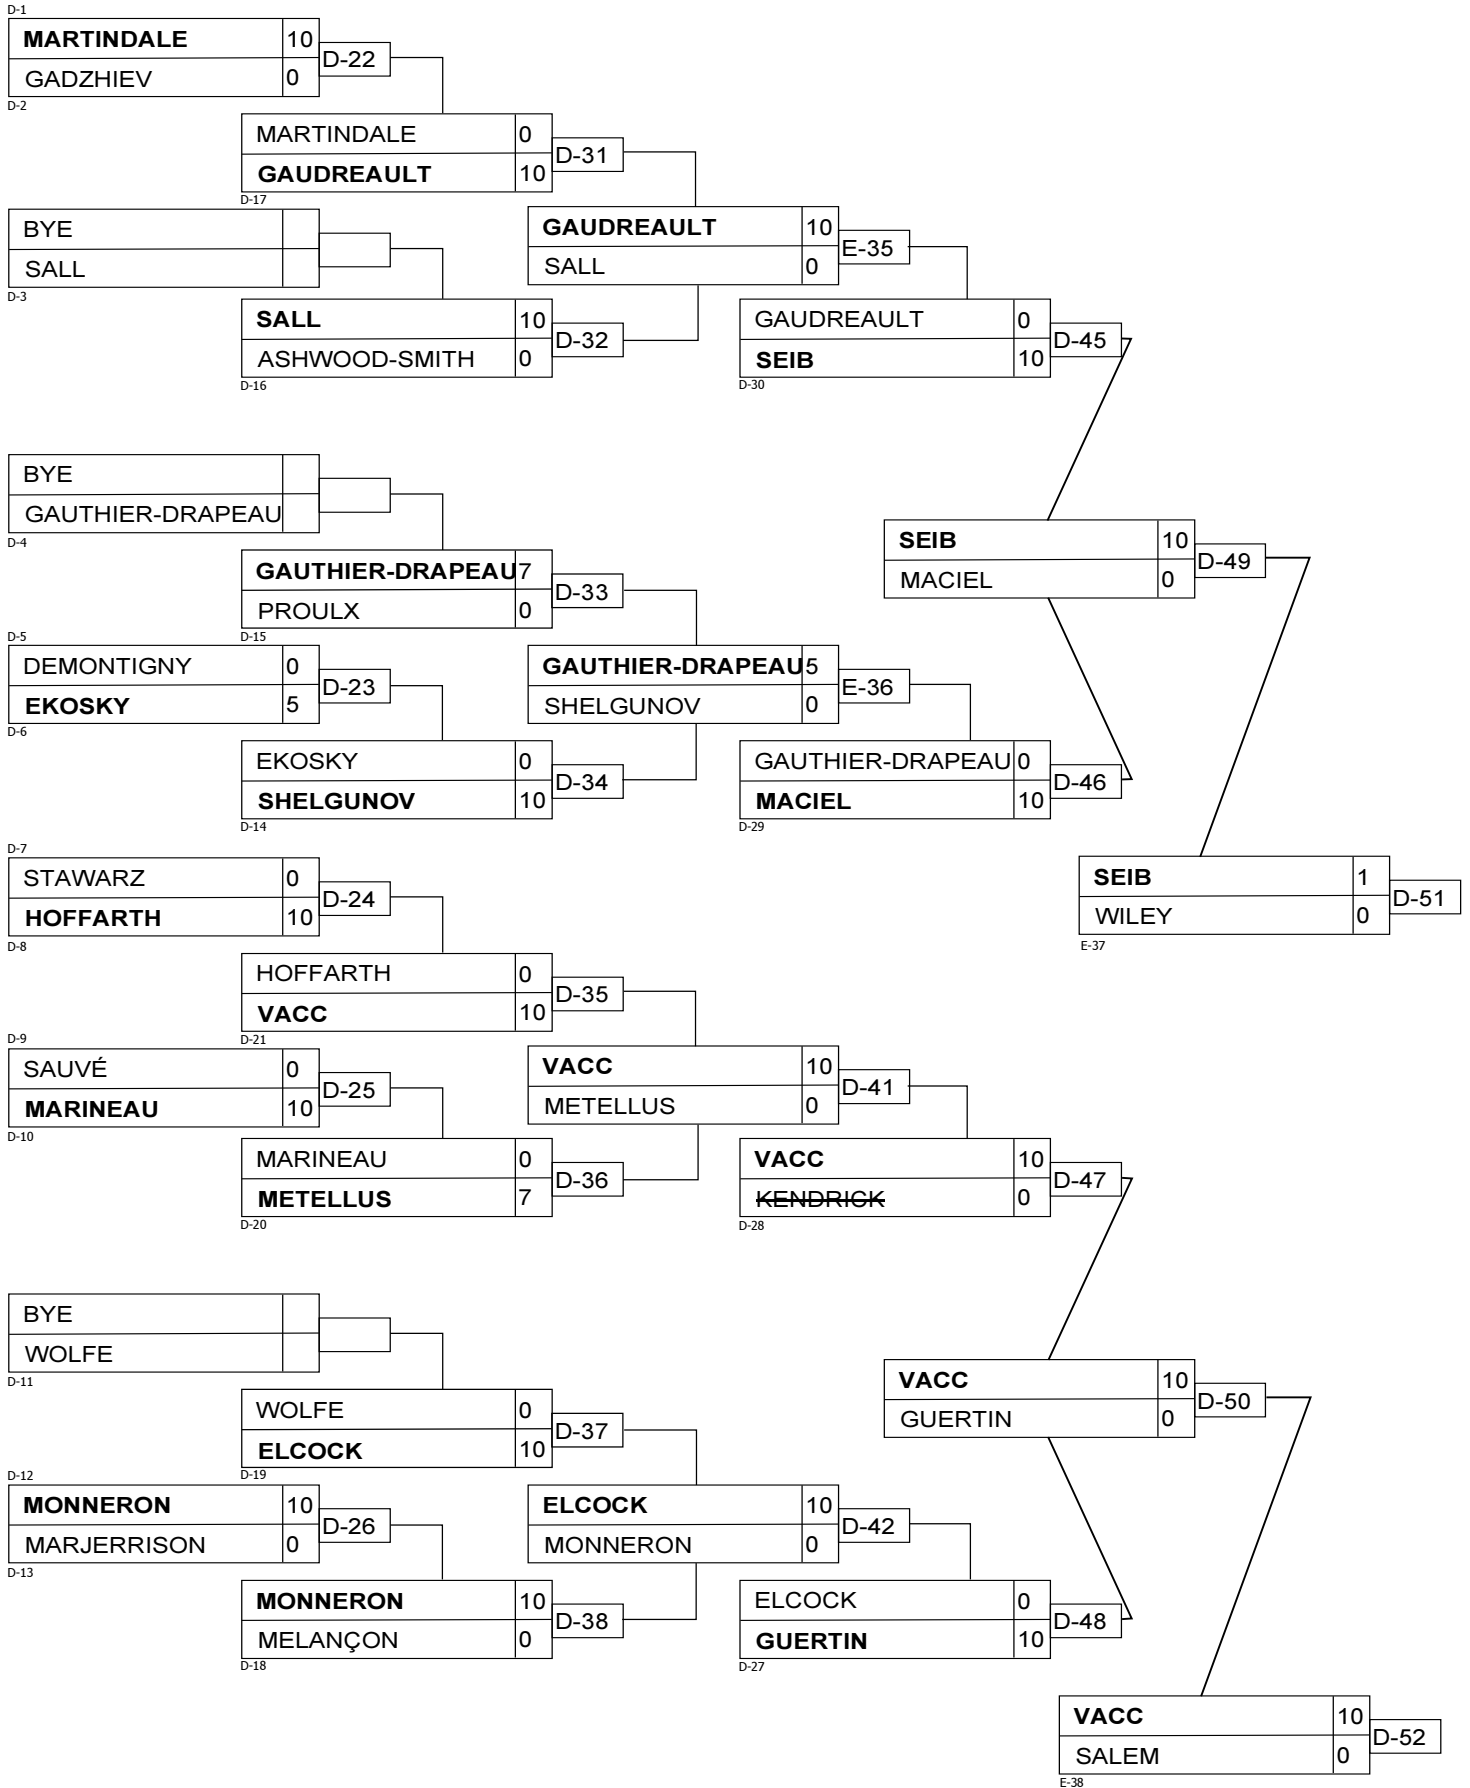 D-1
MARTINDALE 10
D-22
GADZHIEV 0
D-2
MARTINDALE 0
D-31
GAUDREAULT 10
D-17
BYE
SALL
D-3
GAUDREAULT 10
E-35
SALL 0
SALL 10
D-32
ASHWOOD-SMITH 0
D-16
GAUDREAULT 0
D-45
SEIB 10
D-30
BYE
GAUTHIER-DRAPEAU
D-4
SEIB 10
D-49
MACIEL 0
GAUTHIER-DRAPEAU 7
D-33
PROULX 0
D-15
D-5
DEMONTIGNY 0
D-23
EKOSKY 5
D-6
GAUTHIER-DRAPEAU 5
E-36
SHELGUNOV 0
EKOSKY 0
D-34
SHELGUNOV 10
D-14
GAUTHIER-DRAPEAU 0
D-46
MACIEL 10
D-29
D-7
STAWARZ 0
D-24
HOFFARTH 10
D-8
SEIB 1
D-51
WILEY 0
E-37
HOFFARTH 0
D-35
VACC 10
D-21
D-9
SAUVÉ 0
D-25
MARINEAU 10
D-10
VACC 10
D-41
METELLUS 0
MARINEAU 0
D-36
METELLUS 7
D-20
VACC 10
D-47
KENDRICK 0
D-28
BYE
WOLFE
D-11
VACC 10
D-50
GUERTIN 0
WOLFE 0
D-37
ELCOCK 10
D-19
D-12
MONNERON 10
D-26
MARJERRISON 0
D-13
ELCOCK 10
D-42
MONNERON 0
MONNERON 10
D-38
MELANÇON 0
D-18
ELCOCK 0
D-48
GUERTIN 10
D-27
VACC 10
D-52
SALEM 0
E-38